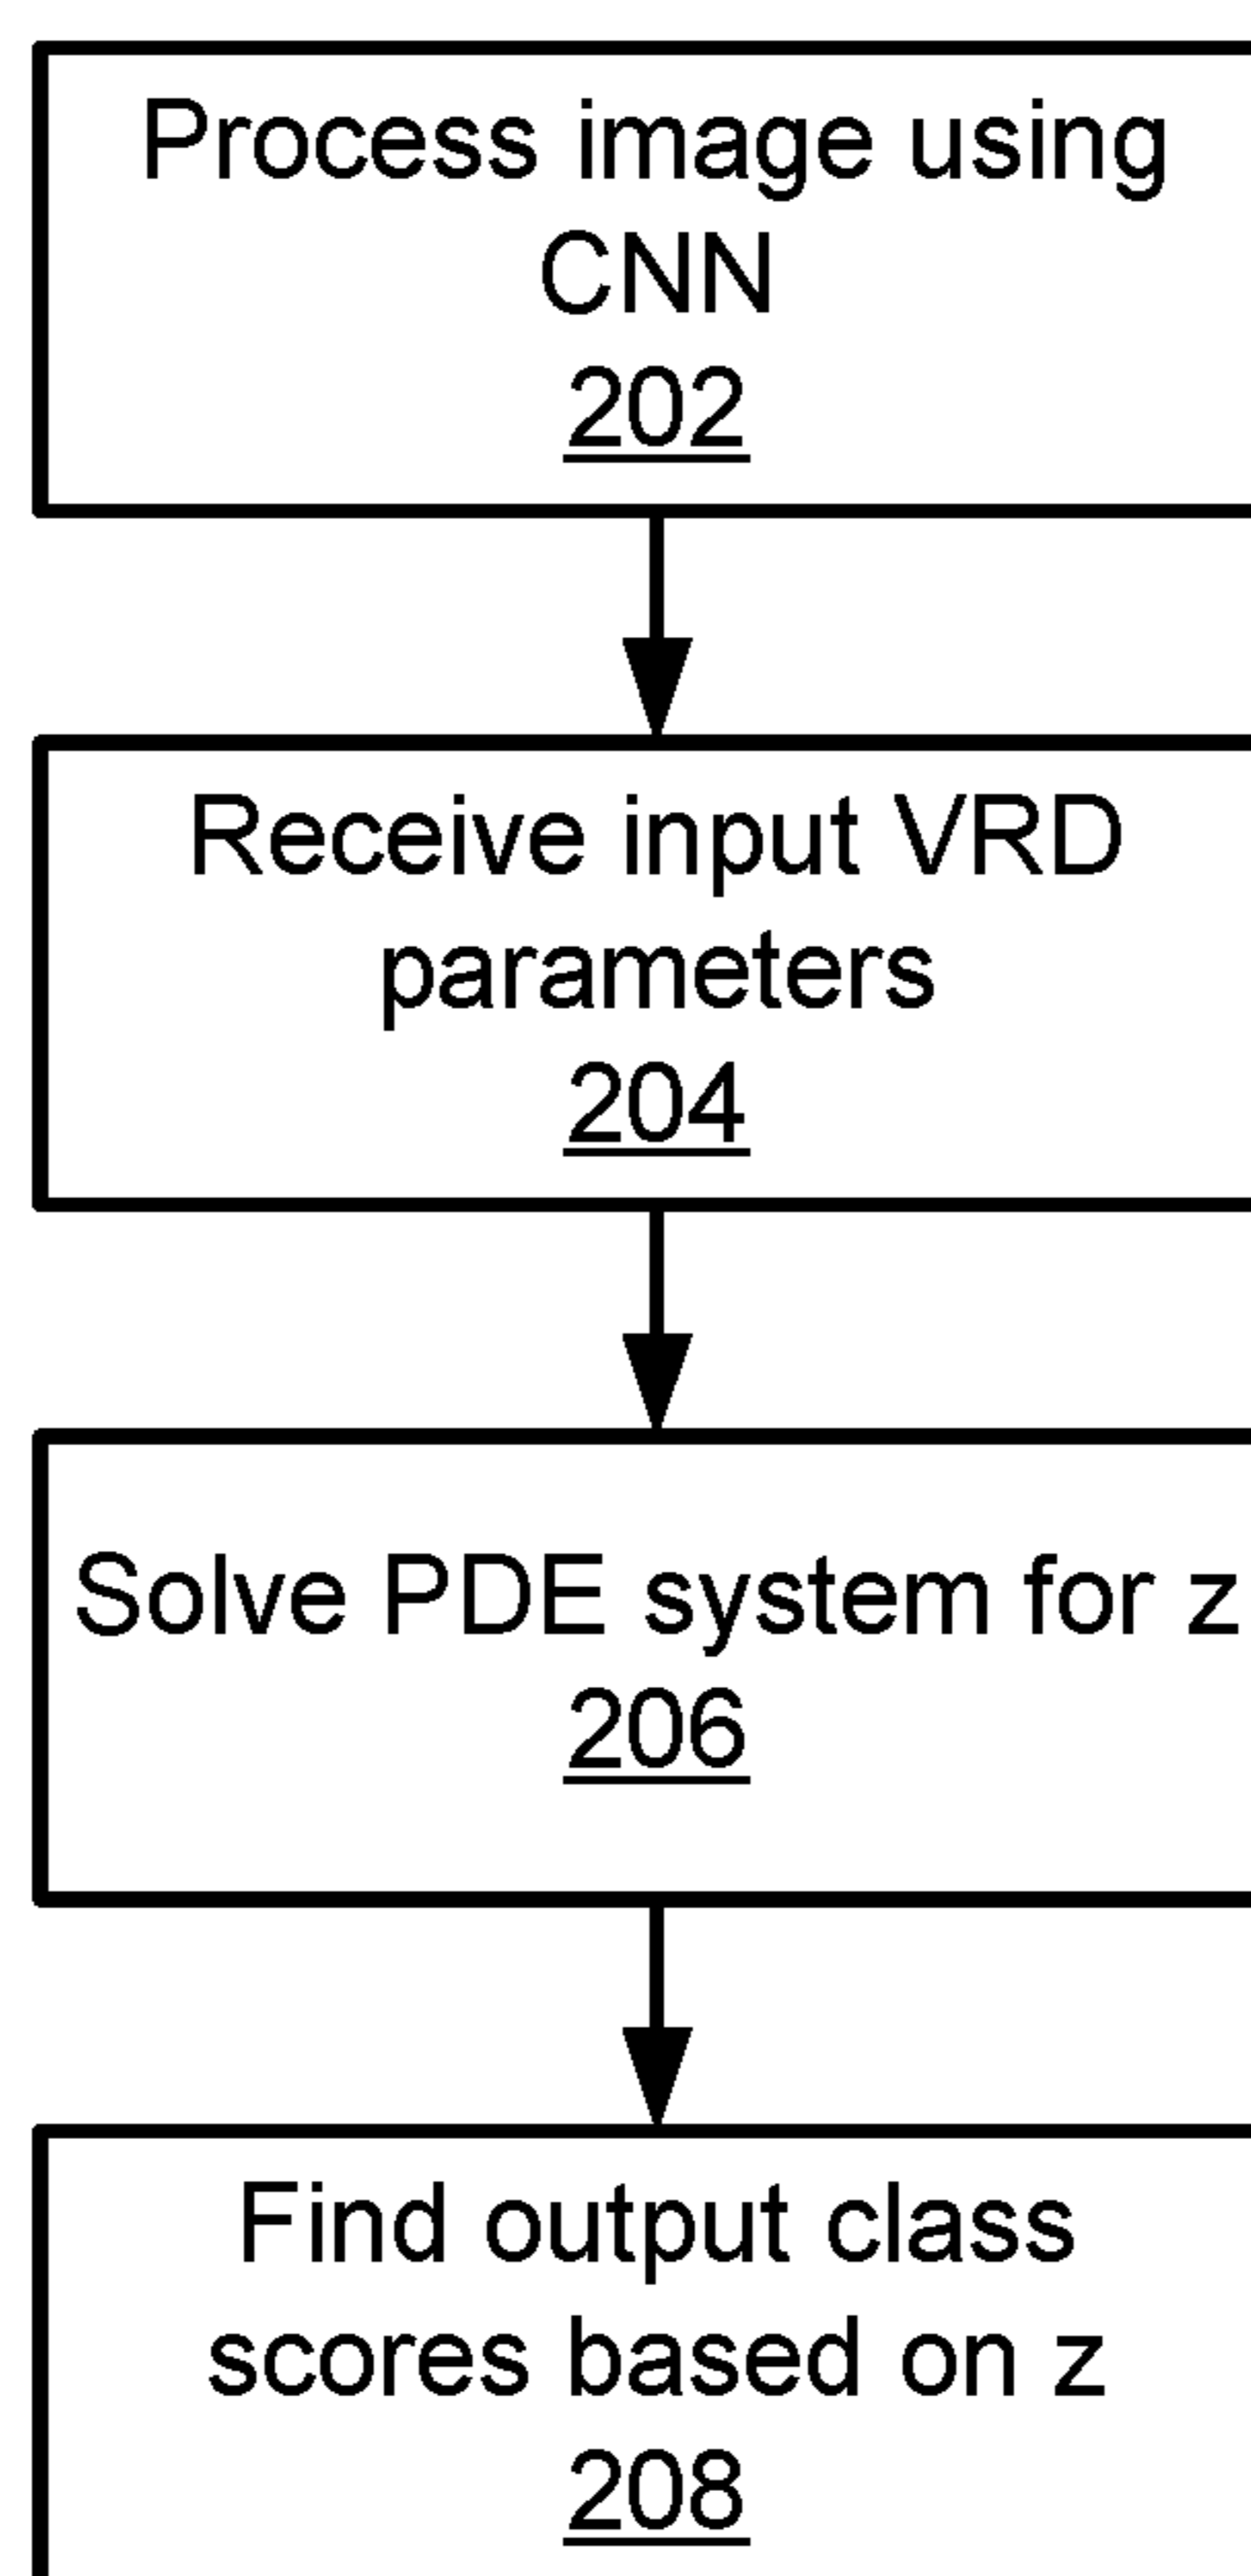 Process image using
CNN
202
Receive input VRD
parameters
204
Solve PDE system for z
206
Find output class
scores based on z
208